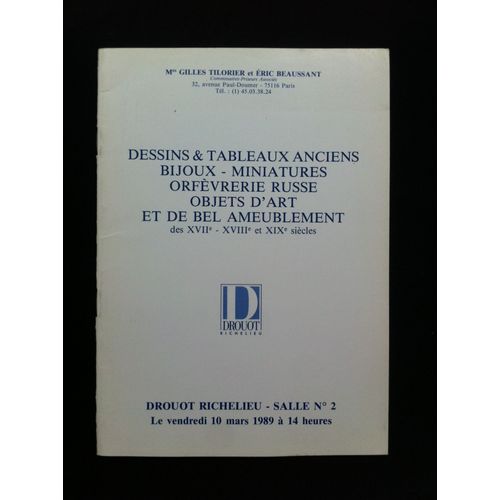 Mes GILLES TILORIER et ÉRIC BEAUSSANT
Commissaires-Priseurs Associés
32, avenue Paul-Doumer - 75116 Paris
Tél. : (1) 45.03.38.24
DESSINS & TABLEAUX ANCIENS
BIJOUX - MINIATURES
ORFÈVRERIE RUSSE
OBJETS D'ART
ET DE BEL AMEUBLEMENT
des XVIIe - XVIIIe et XIXe siècles
D
DROUOT
RICHELIEU
DROUOT RICHELIEU - SALLE N° 2
Le vendredi 10 mars 1989 à 14 heures